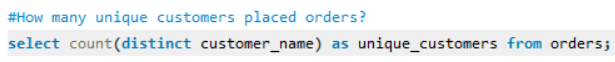 #How many unique customers placed orders?
select count(distinct customer_name) as unique_customers from orders;